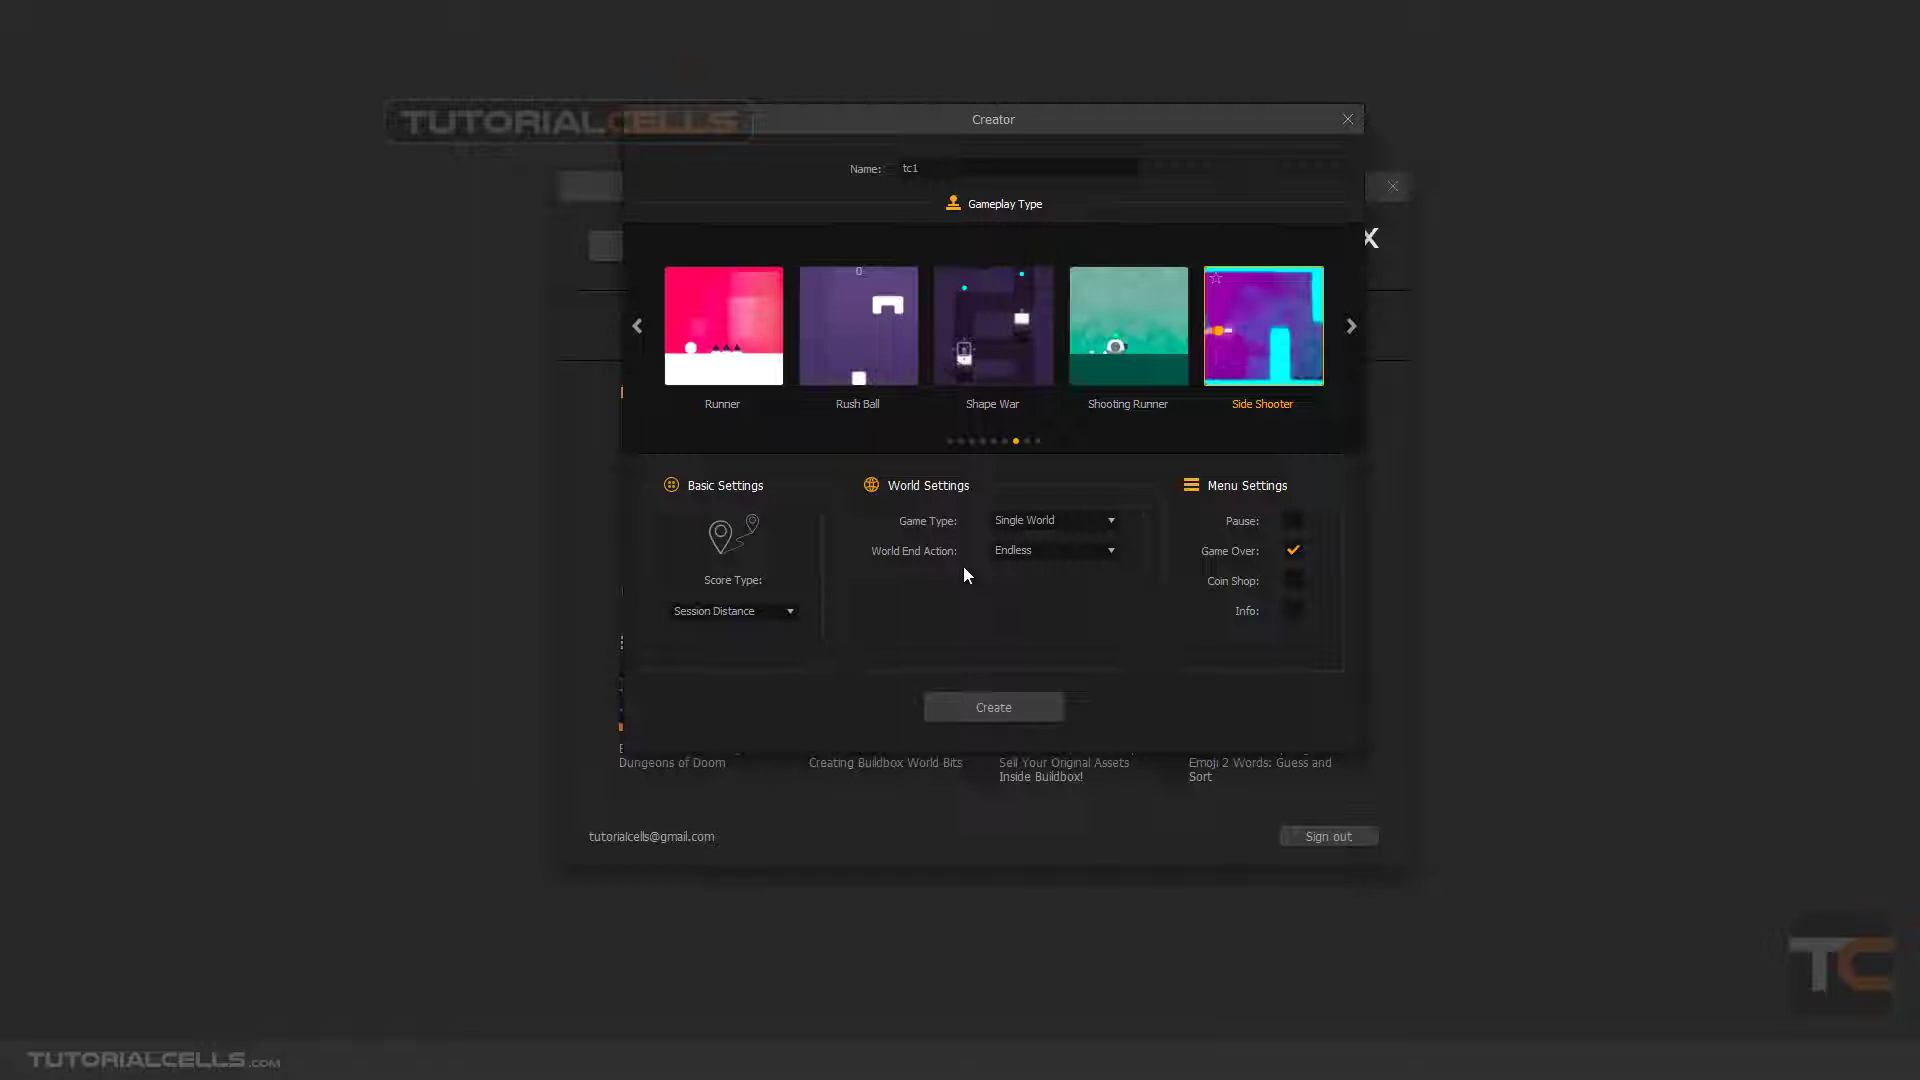 TUTORIALCELLS
Creator
Name: tc1
X
Gameplay Type
0
Runner
Rush Ball
Shape War
Shooting Runner
Side Shooter
Basic Settings
World Settings
Menu Settings
Game Type: Single World
Pause:
World End Action: Endless
Game Over:
Score Type:
Coin Shop:
Session Distance
Info:
Create
Dungeons of Doom
Creating Buildbox World Bits
Sell Your Original Assets
Inside Buildbox!
Emoji 2 Words: Guess and
Sort
tutorialcells@gmail.com
Sign out
TC
TUTORIALCELLS.COM